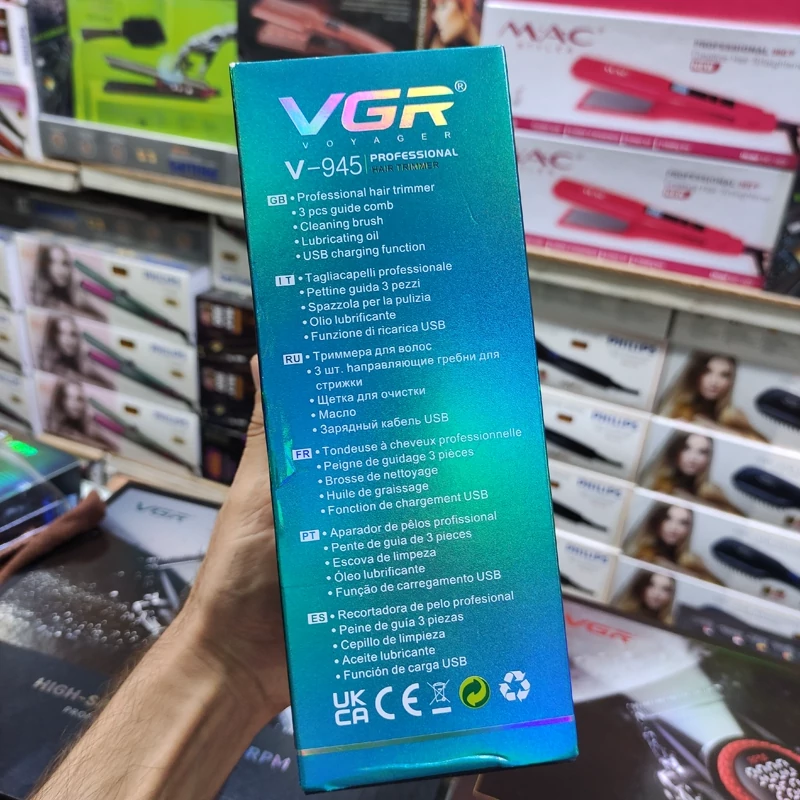 VGR®
VOYAGER
V-945 PROFESSIONAL
HAIR TRIMMER
GB • Professional hair trimmer
• 3 pcs guide comb
• Cleaning brush
• Lubricating oil
• USB charging function
IT • Tagliacapelli professionale
• Pettine guida 3 pezzi
• Spazzola per la pulizia
• Olio lubrificante
• Funzione di ricarica USB
RU • Триммера для волос
• 3 шт. направляющие гребни для
стрижки
• Щетка для очистки
• Масло
• Зарядный кабель USB
FR • Tondeuse à cheveux professionnelle
• Peigne de guidage 3 pièces
• Brosse de nettoyage
• Huile de graissage
• Fonction de chargement USB
PT • Aparador de pêlos profissional
• Pente de guia de 3 pieces
• Escova de limpeza
• Óleo lubrificante
• Função de carregamento USB
ES • Recortadora de pelo profesional
• Peine de guía 3 piezas
• Cepillo de limpieza
• Aceite lubricante
• Función de carga USB
UK
CA CE
MAC
MAC
PHILIPS
VGR
VGR
RPM